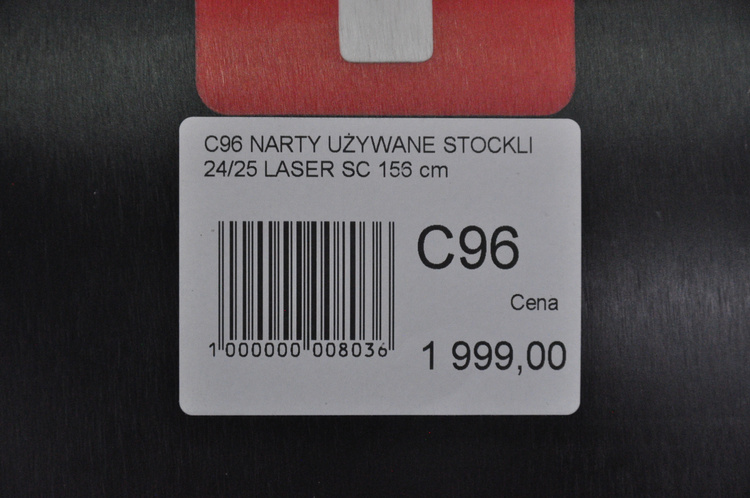 C96 NARTY UŻYWANE STOCKLI
24/25 LASER SC 156 cm
C96
Cena
1 999,00
1 000000 008036